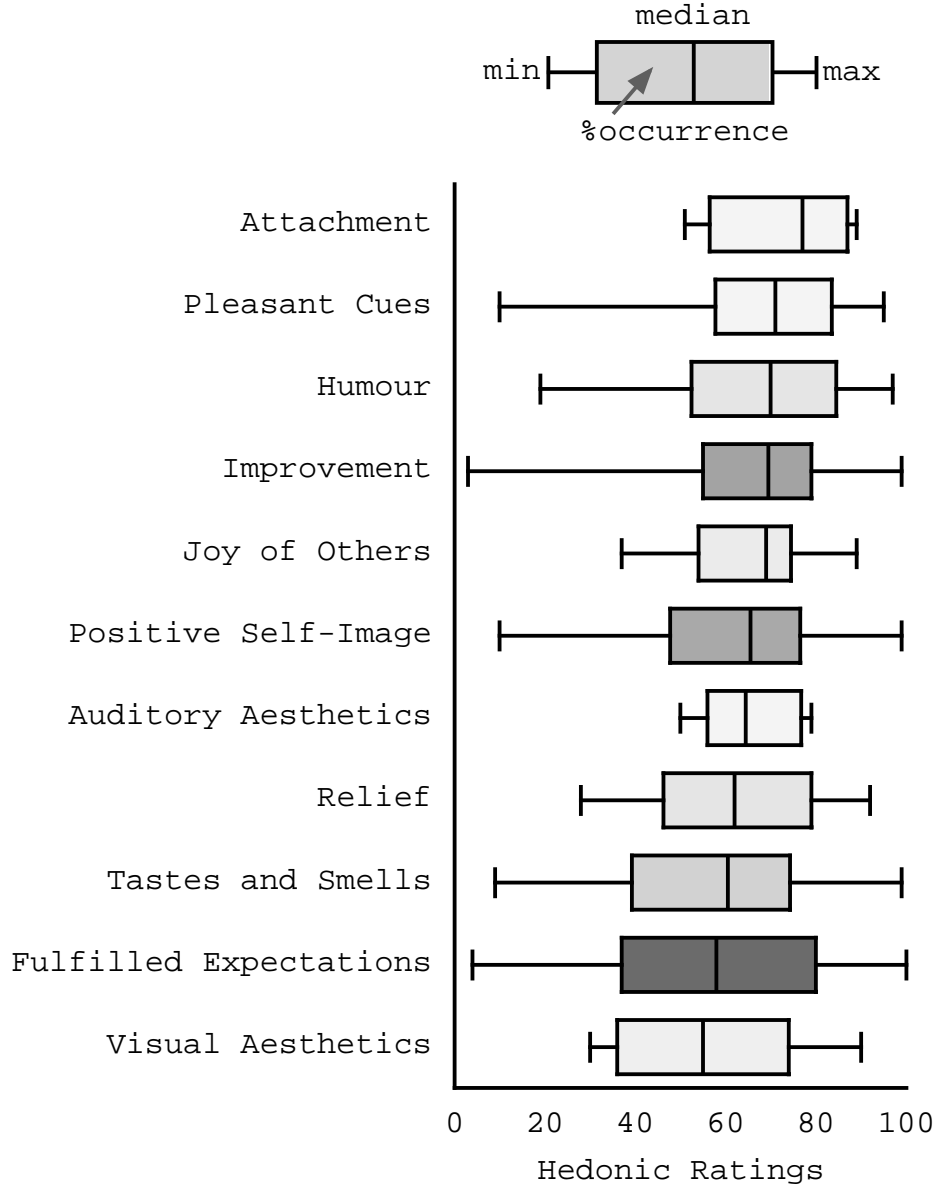 median
min
max
%occurrence
Attachment
Pleasant Cues
Humour
Improvement
Joy of Others
Positive Self-Image
Auditory Aesthetics
Relief
Tastes and Smells
Fulfilled Expectations
Visual Aesthetics
0 20 40 60 80 100
Hedonic Ratings